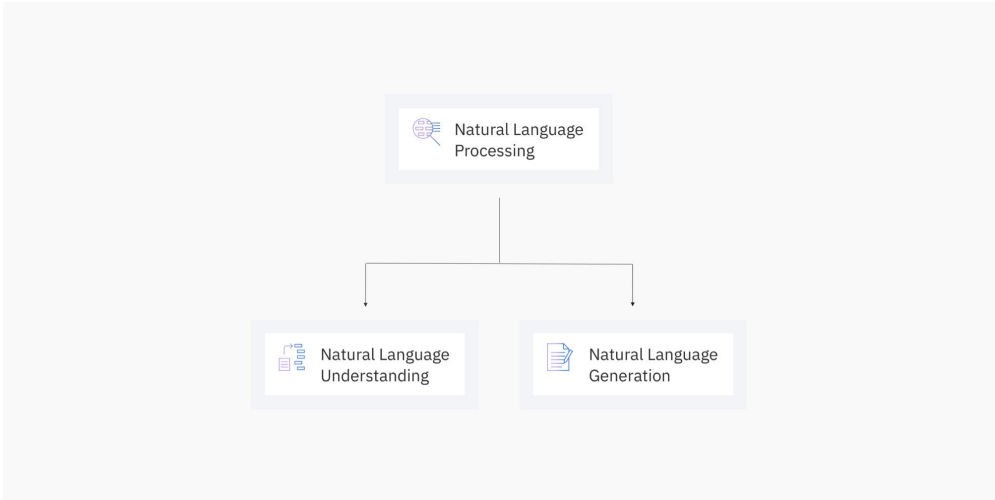 Natural Language
Processing
Natural Language
Understanding
Natural Language
Generation